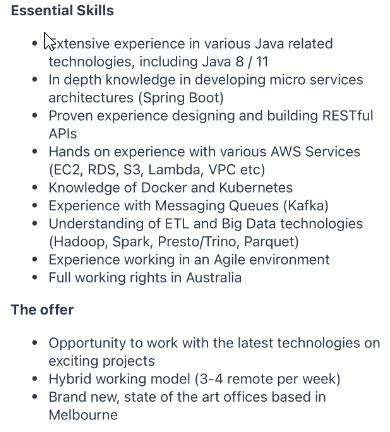 Essential Skills
• Extensive experience in various Java related
technologies, including Java 8 / 11
• In depth knowledge in developing micro services
architectures (Spring Boot)
• Proven experience designing and building RESTful
APIs
• Hands on experience with various AWS Services
(EC2, RDS, S3, Lambda, VPC etc)
• Knowledge of Docker and Kubernetes
• Experience with Messaging Queues (Kafka)
• Understanding of ETL and Big Data technologies
(Hadoop, Spark, Presto/Trino, Parquet)
• Experience working in an Agile environment
• Full working rights in Australia
The offer
• Opportunity to work with the latest technologies on
exciting projects
• Hybrid working model (3-4 remote per week)
• Brand new, state of the art offices based in
Melbourne